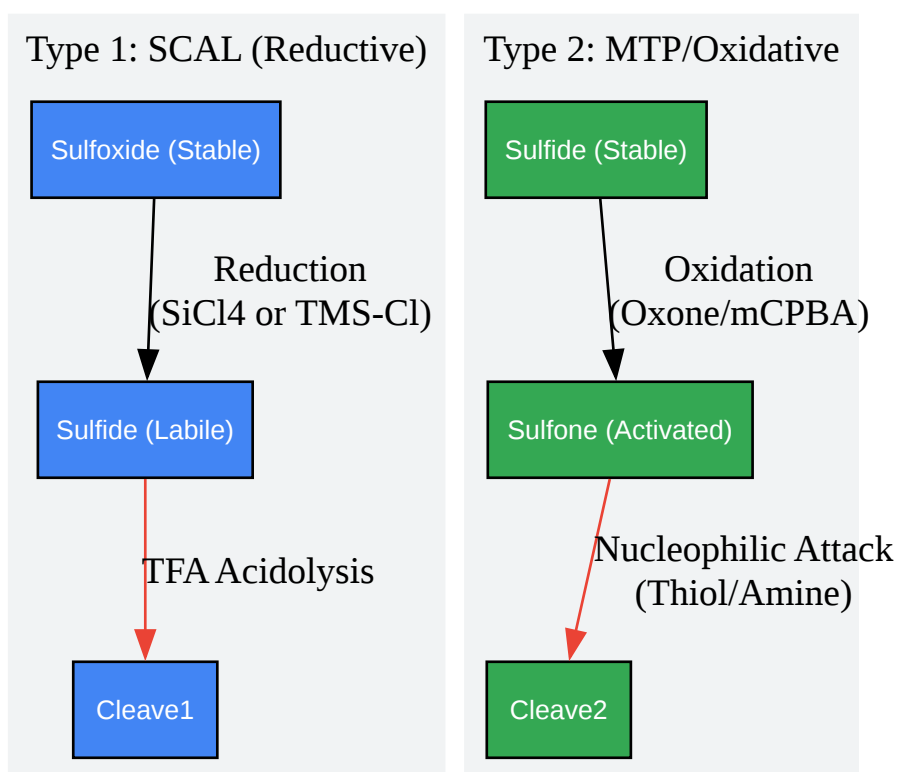 Type 1: SCAL (Reductive)
Sulfoxide (Stable)
Reduction
(SiCl4 or TMS-Cl)
Sulfide (Labile)
TFA Acidolysis
Cleave1
Type 2: MTP/Oxidative
Sulfide (Stable)
Oxidation
(Oxone/mCPBA)
Sulfone (Activated)
Nucleophilic Attack
(Thiol/Amine)
Cleave2